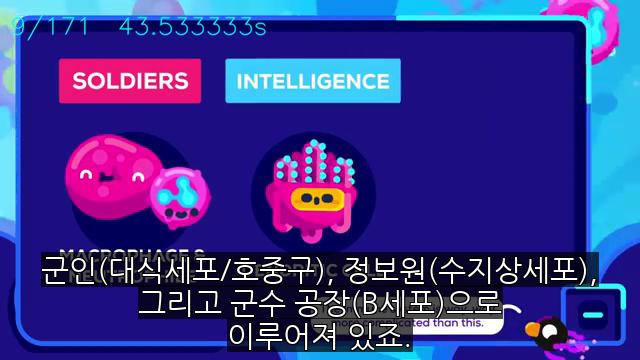 9/171 43.533333s
SOLDIERS
INTELLIGENCE
군인(대식세포/호중구), 정보원(수지상세포),
그리고 군수 공장(B세포)으로
more complicated than this.
이루어져 있죠.